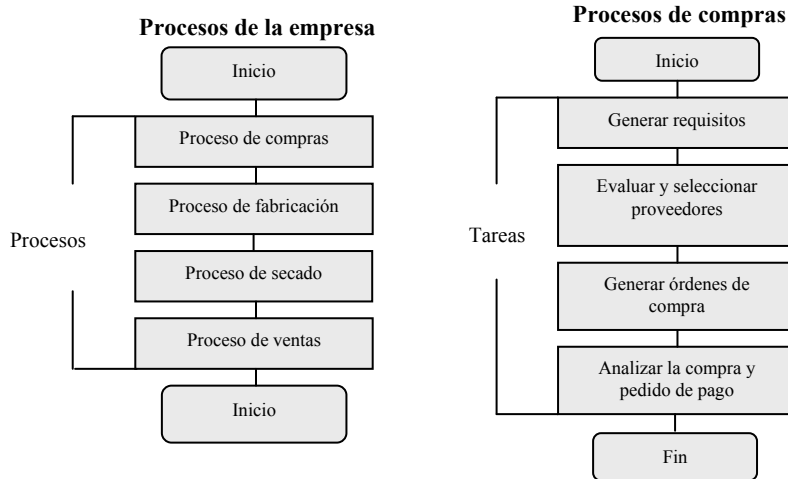 Procesos de la empresa
Inicio
Proceso de compras
Proceso de fabricación
Procesos
Proceso de secado
Proceso de ventas
Inicio
Procesos de compras
Inicio
Generar requisitos
Evaluar y seleccionar
proveedores
Tareas
Generar órdenes de
compra
Analizar la compra y
pedido de pago
Fin